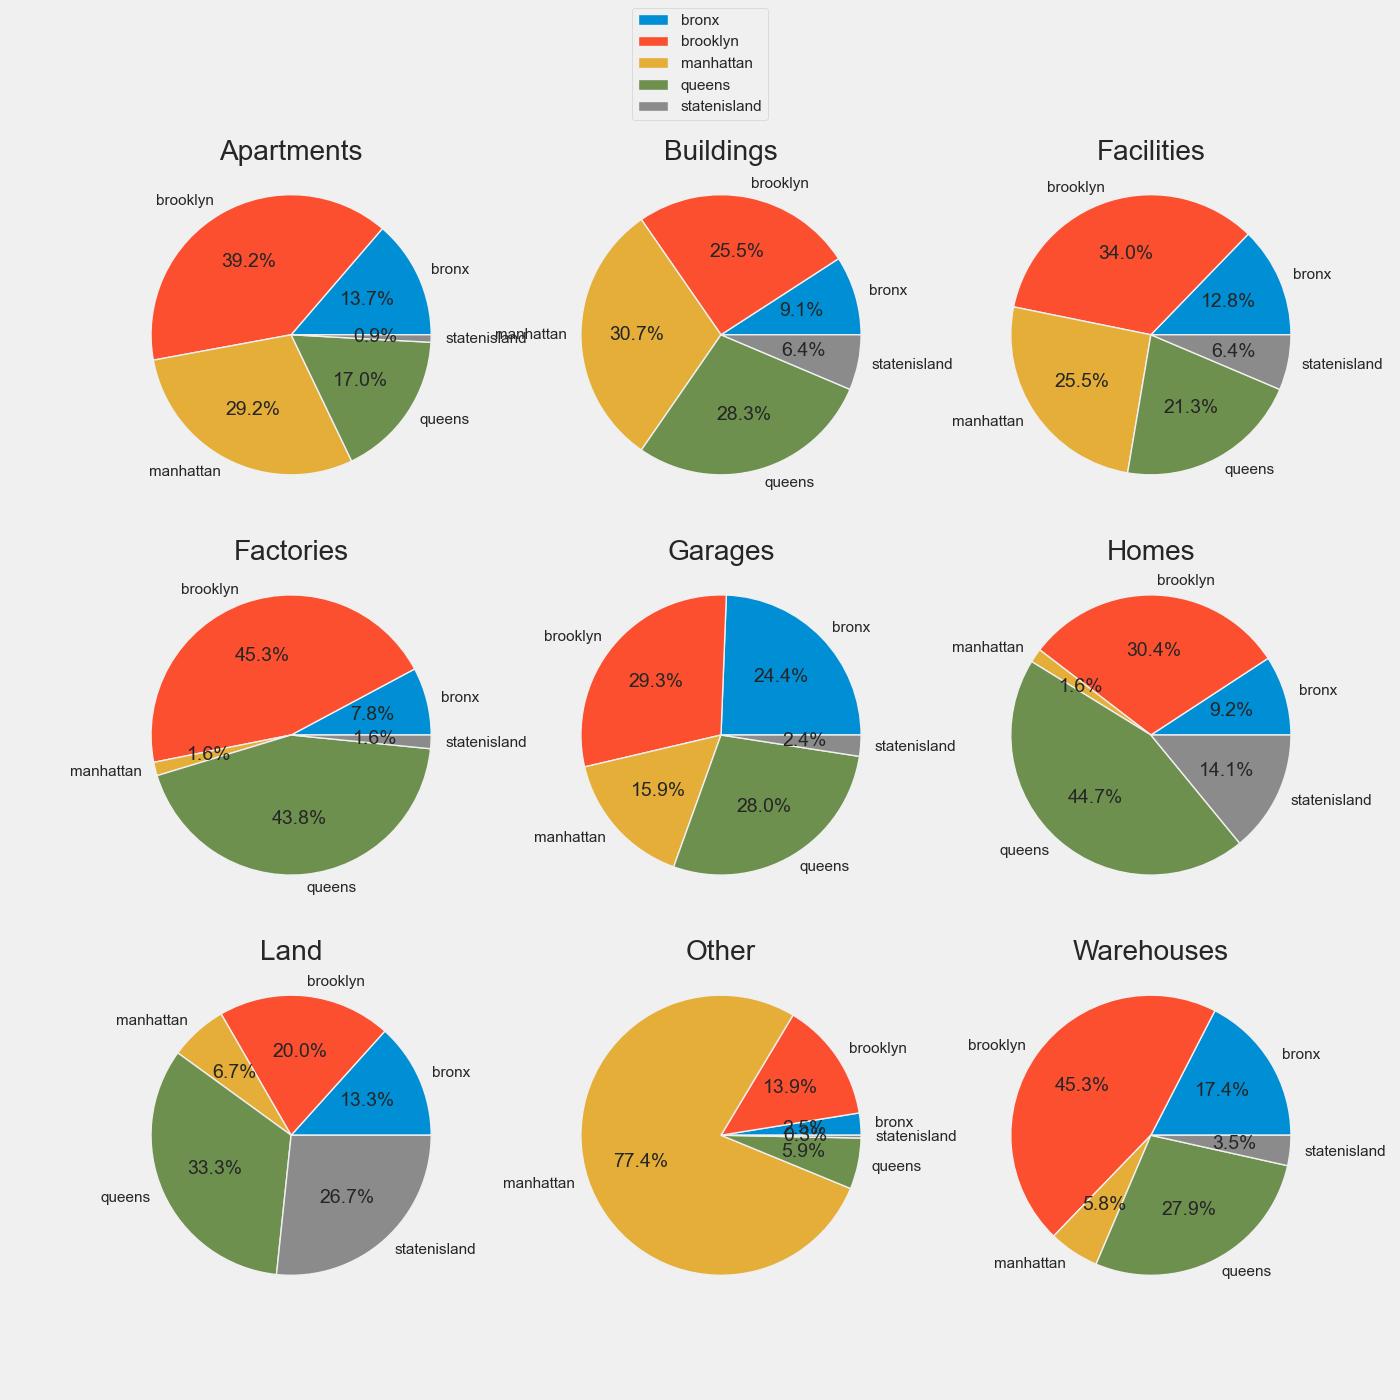 bronx
brooklyn
manhattan
queens
statenisland
Apartments
brooklyn
39.2%
bronx
13.7%
0.9%
statenisland
17.0%
29.2%
queens
manhattan
Buildings
brooklyn
25.5%
bronx
9.1%
manhattan
30.7%
6.4%
statenisland
28.3%
queens
Facilities
brooklyn
34.0%
bronx
12.8%
6.4%
statenisland
25.5%
21.3%
manhattan
queens
Factories
brooklyn
45.3%
bronx
7.8%
1.6%
statenisland
1.6%
manhattan
43.8%
queens
Garages
brooklyn
29.3%
bronx
24.4%
2.4%
statenisland
15.9%
28.0%
manhattan
queens
Homes
brooklyn
manhattan
30.4%
1.6%
bronx
9.2%
14.1%
44.7%
statenisland
queens
Land
brooklyn
manhattan
20.0%
6.7%
bronx
13.3%
33.3%
26.7%
queens
statenisland
Other
brooklyn
13.9%
bronx
2.5%
0.3%
statenisland
5.9%
77.4%
queens
manhattan
Warehouses
brooklyn
45.3%
bronx
17.4%
3.5%
statenisland
5.8%
27.9%
manhattan
queens